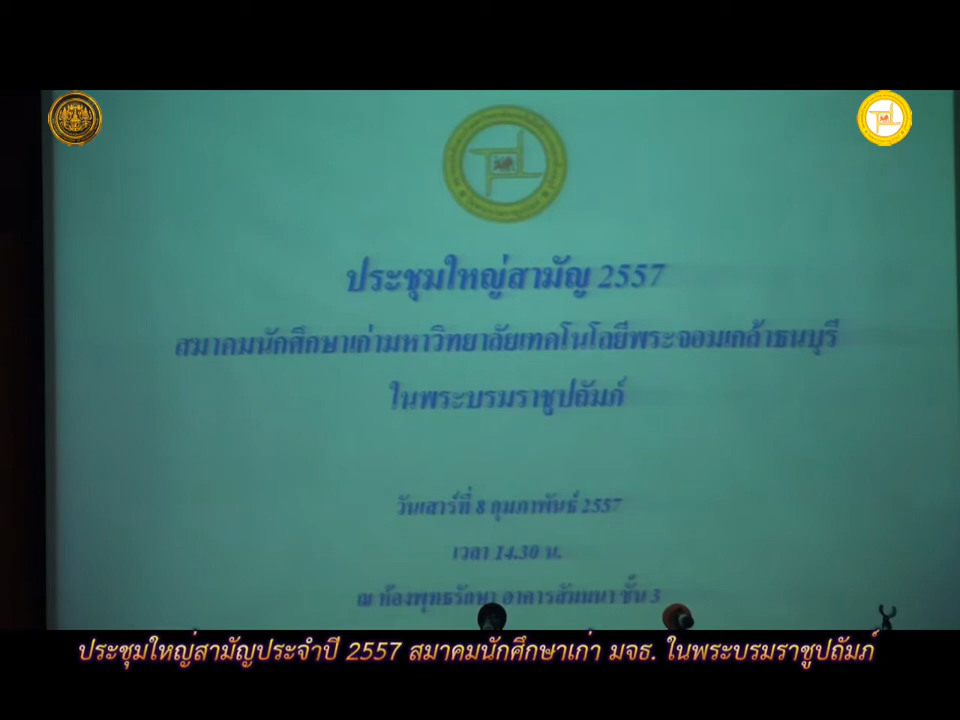 ประชุมใหญ่สามัญ 2557
สมาคมนักศึกษาเก่ามหาวิทยาลัยเทคโนโลยีพระจอมเกล้าธนบุรี
ในพระบรมราชูปถัมภ์
วันเสาร์ที่ 8 กุมภาพันธ์ 2557
เวลา 14.30 น.
ณ ห้องพุทธรักษา อาคารสัมมนา ชั้น 3
ประชุมใหญ่สามัญประจำปี 2557 สมาคมนักศึกษาเก่า มจธ. ในพระบรมราชูปถัมภ์